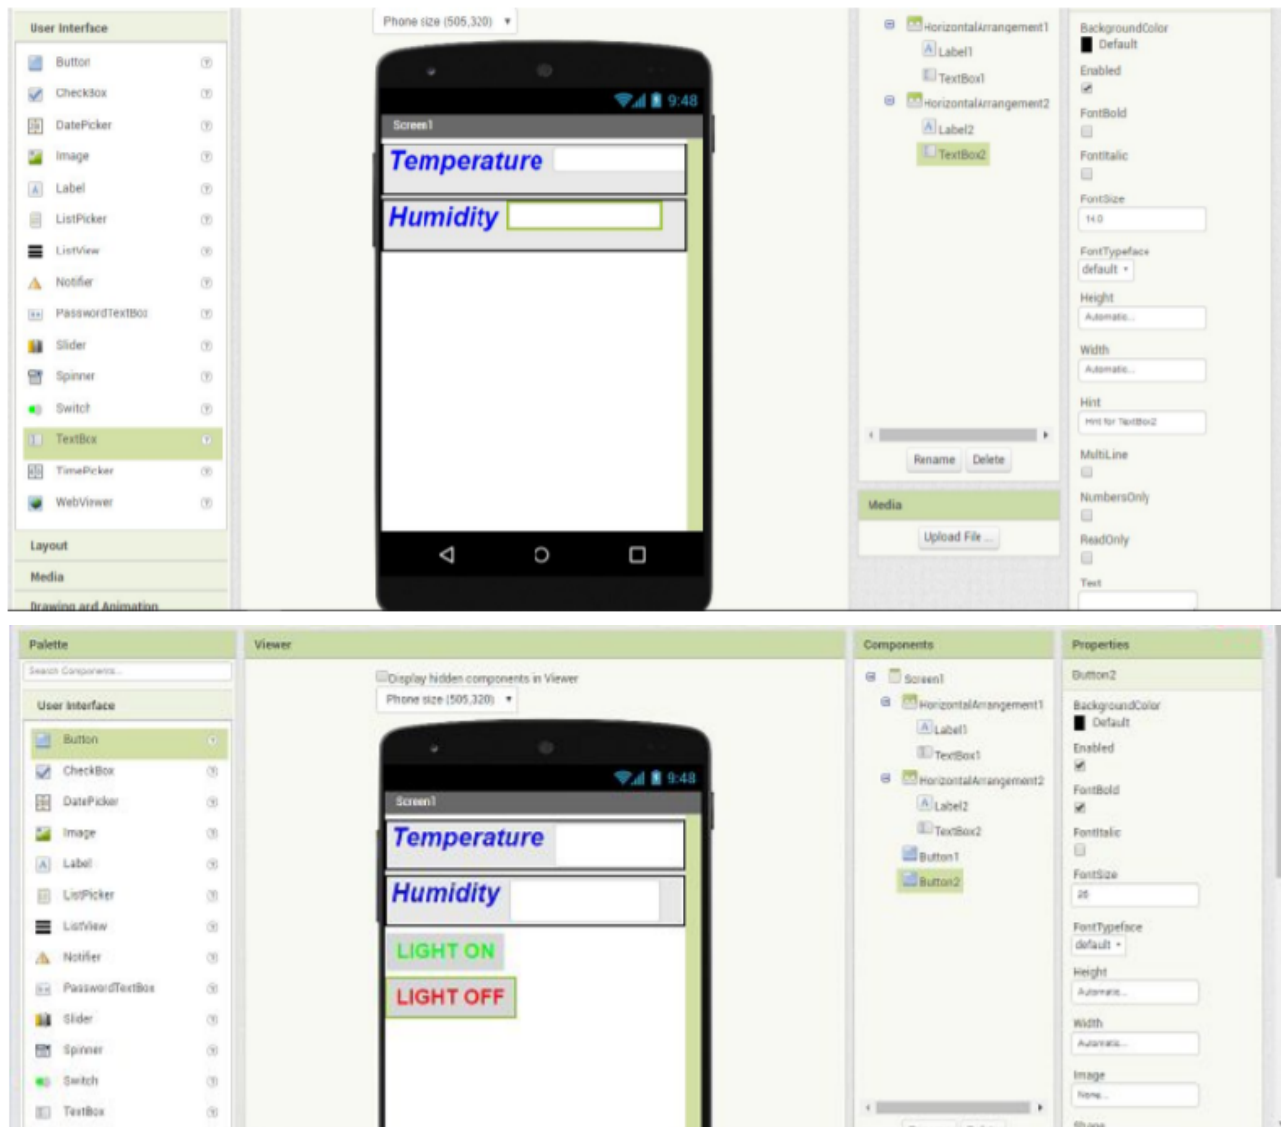 User Interface
Button
CheckBox
DatePicker
Image
Label
ListPicker
ListView
Notifier
PasswordTextBox
Slider
Spinner
Switch
TextBox
TimePicker
WebViewer
Layout
Media
Drawing and Animation
Phone size (505,320)
9:48
Screen1
Temperature
Humidity
HorizontalArrangement1
Label1
TextBox1
HorizontalArrangement2
Label2
TextBox2
Rename Delete
Media
Upload File ...
BackgroundColor
Default
Enabled
FontBold
FontItalic
FontSize
14.0
FontTypeface
default
Height
Automatic...
Width
Automatic...
Hint
Hint for TextBox2
MultiLine
NumbersOnly
ReadOnly
Text
Palette
Search Components...
User Interface
Button
CheckBox
DatePicker
Image
Label
ListPicker
ListView
Notifier
PasswordTextBox
Slider
Spinner
Switch
TextBox
Viewer
Display hidden components in Viewer
Phone size (505,320)
9:48
Screen1
Temperature
Humidity
LIGHT ON
LIGHT OFF
Components
Screen1
HorizontalArrangement1
Label1
TextBox1
HorizontalArrangement2
Label2
TextBox2
Button1
Button2
Properties
Button2
BackgroundColor
Default
Enabled
FontBold
FontItalic
FontSize
FontTypeface
default
Height
Automatic...
Width
Automatic...
Image
None...
Shape